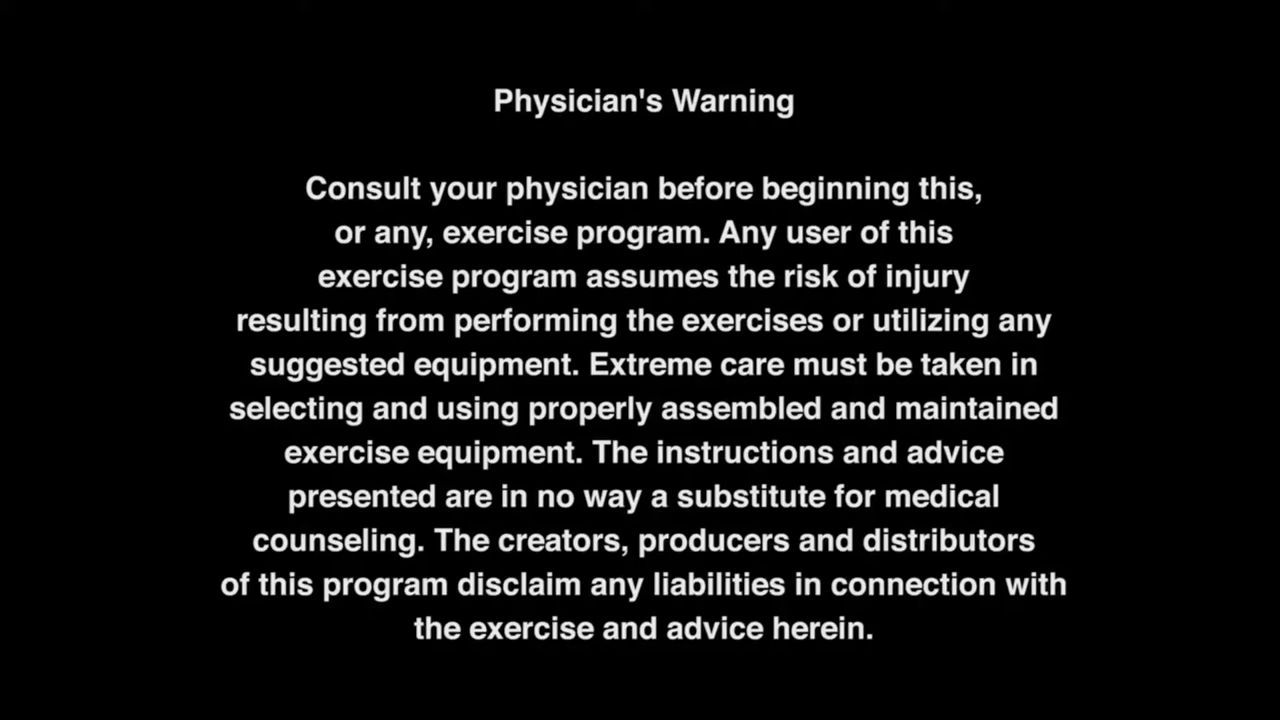 Physician's Warning
Consult your physician before beginning this,
or any, exercise program. Any user of this
exercise program assumes the risk of injury
resulting from performing the exercises or utilizing any
suggested equipment. Extreme care must be taken in
selecting and using properly assembled and maintained
exercise equipment. The instructions and advice
presented are in no way a substitute for medical
counseling. The creators, producers and distributors
of this program disclaim any liabilities in connection with
the exercise and advice herein.